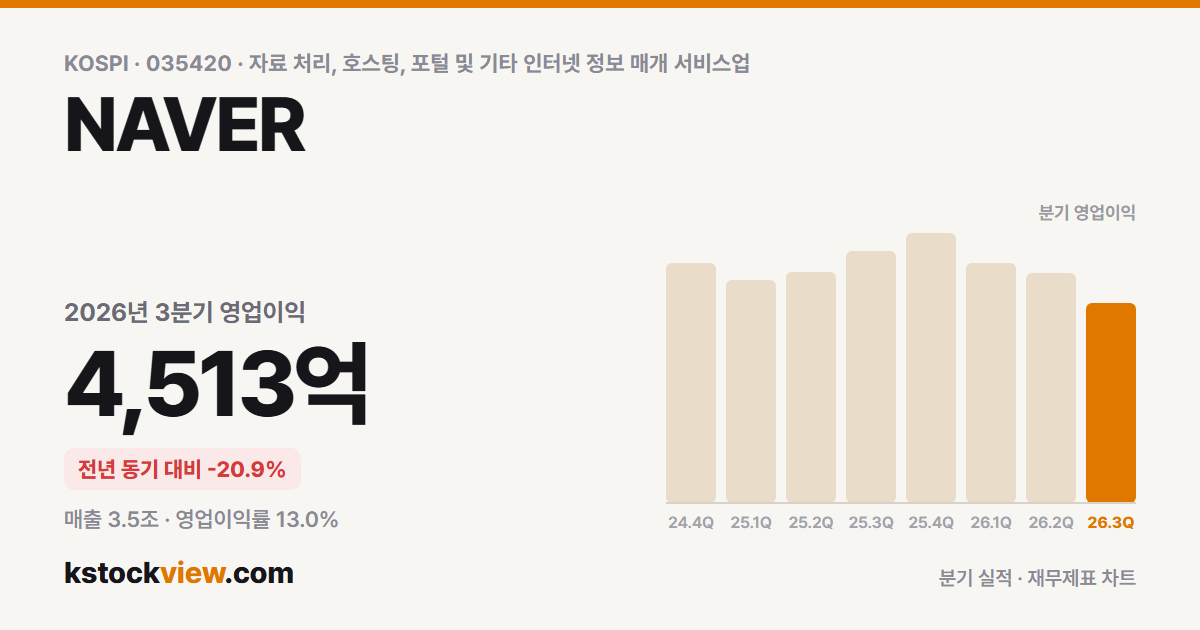 KOSPI · 035420 · 자료 처리, 호스팅, 포털 및 기타 인터넷 정보 매개 서비스업
NAVER
분기 영업이익
2026년 3분기 영업이익
4,513억
전년 동기 대비 -20.9%
매출 3.5조 · 영업이익률 13.0%
24.4Q 25.1Q 25.2Q 25.3Q 25.4Q 26.1Q 26.2Q 26.3Q
kstockview.com
분기 실적 · 재무제표 차트